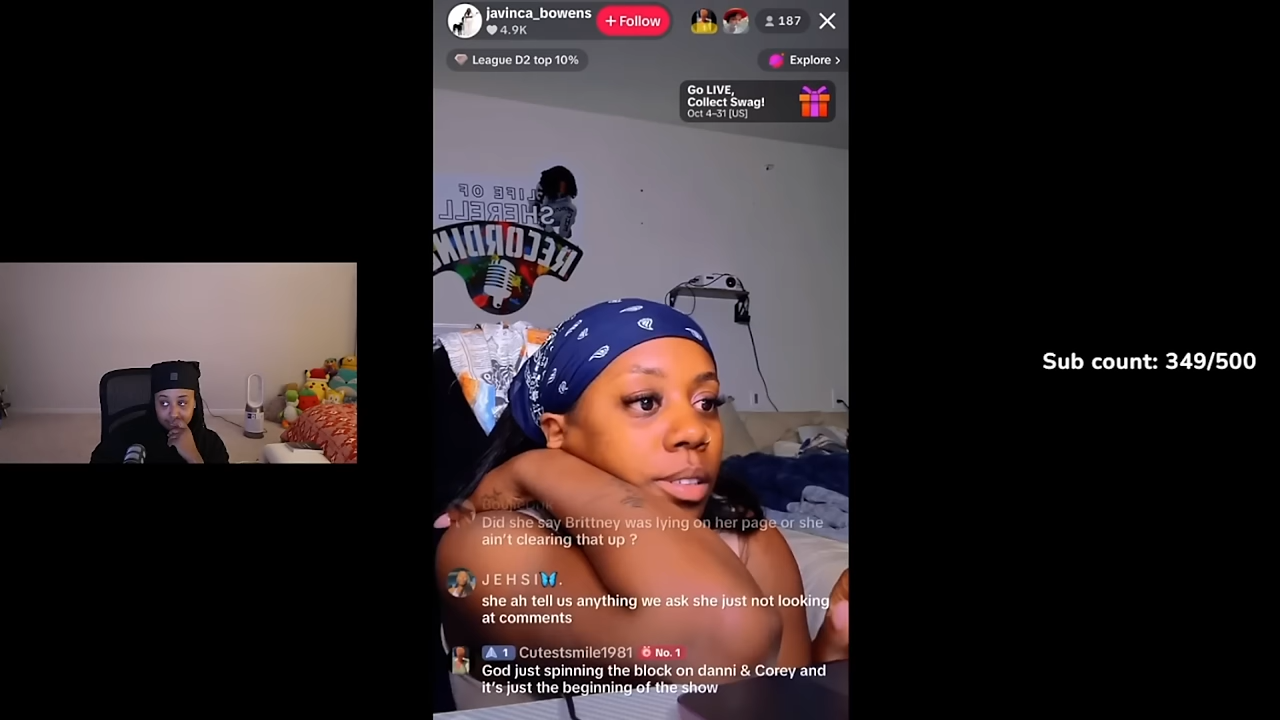 javinca_bowens
4.9K
+ Follow
187
League D2 top 10%
Explore >
Go LIVE,
Collect Swag!
Oct 4–31 [US]
LIFE OF
SHERELL
RECORDIN
Sub count: 349/500
Did she say Brittney was lying on her page or she
ain't clearing that up ?
J E H S I🦋.
she ah tell us anything we ask she just not looking
at comments
1 Cutestsmile1981 No. 1
God just spinning the block on danni & Corey and
it's just the beginning of the show